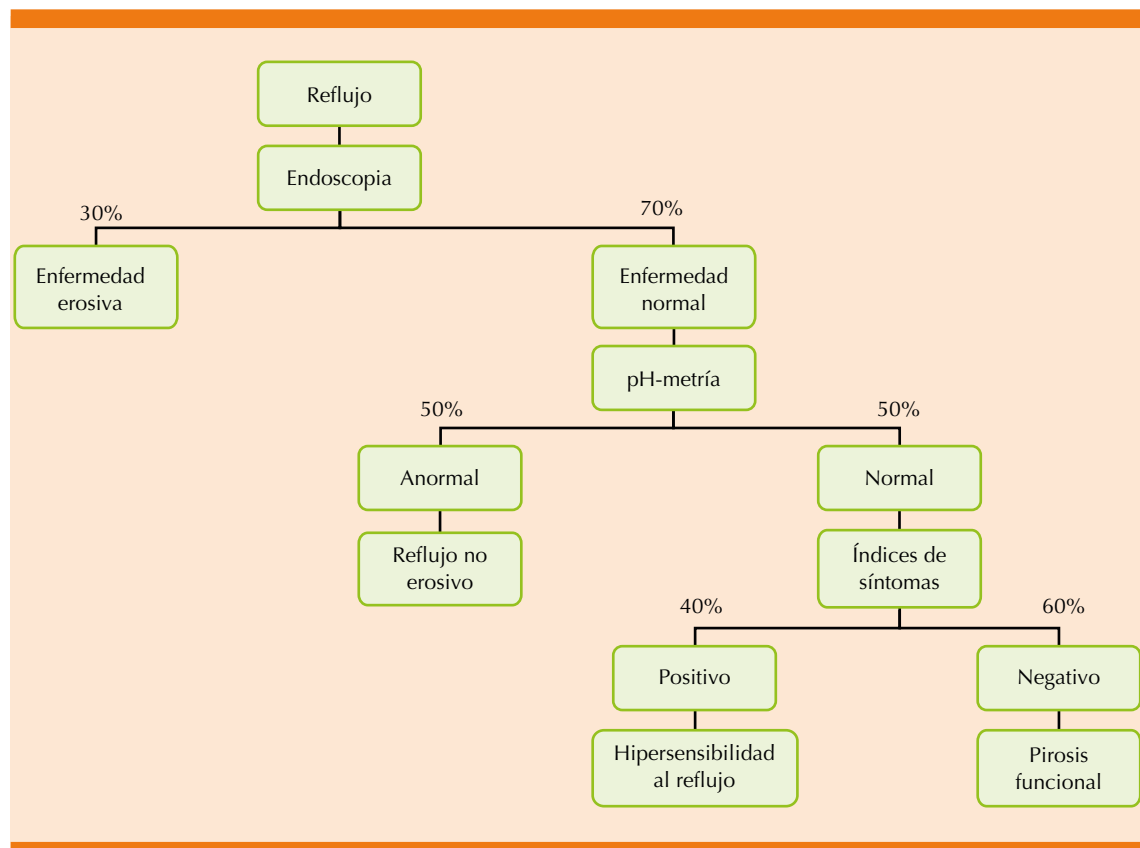 Reflujo
Endoscopia
30%
70%
Enfermedad
erosiva
Enfermedad
normal
pH-metría
50%
50%
Anormal
Normal
Reflujo no
erosivo
Índices de
síntomas
40%
60%
Positivo
Negativo
Hipersensibilidad
al reflujo
Pirosis
funcional